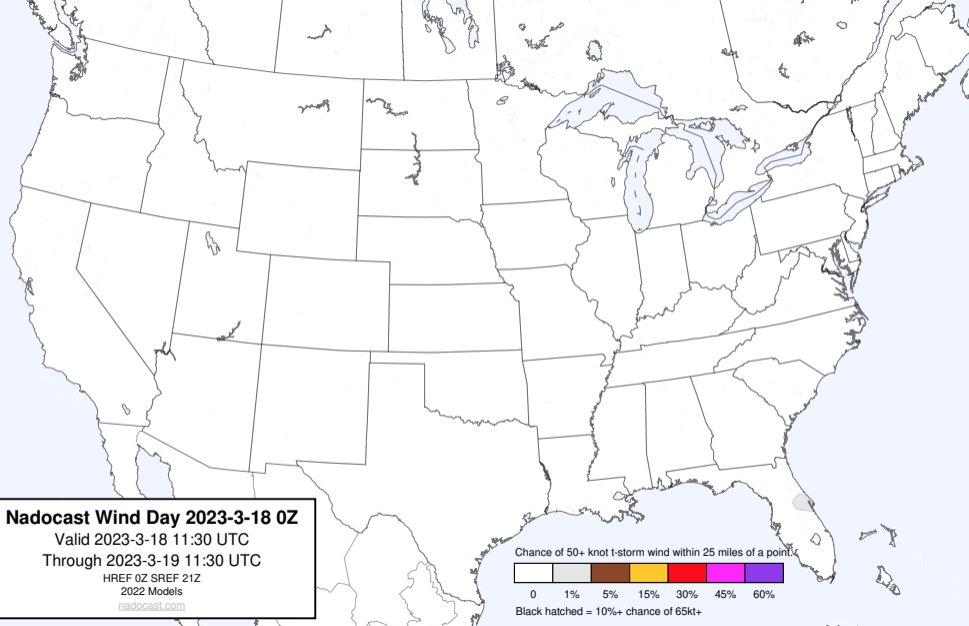 Nadocast Wind Day 2023-3-18 0Z
Valid 2023-3-18 11:30 UTC
Through 2023-3-19 11:30 UTC
HREF 0Z SREF 21Z
2022 Models
nadocast.com
Chance of 50+ knot t-storm wind within 25 miles of a point.
0 1% 5% 15% 30% 45% 60%
Black hatched = 10%+ chance of 65kt+